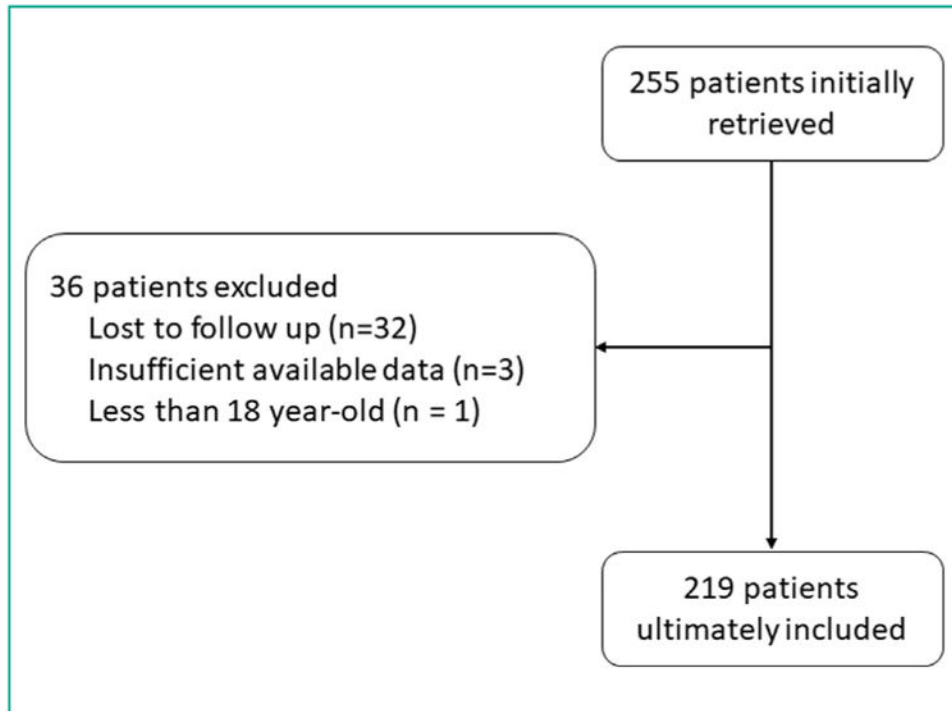 255 patients initially
retrieved
36 patients excluded
Lost to follow up (n=32)
Insufficient available data (n=3)
Less than 18 year-old (n = 1)
219 patients
ultimately included